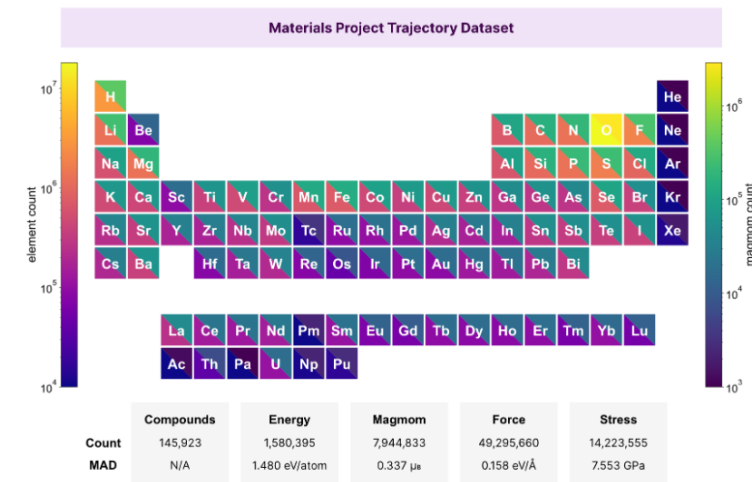 Materials Project Trajectory Dataset
10⁷
10⁶
10⁵
10⁴
element count
H He
Li Be B C N O F Ne
Na Mg Al Si P S Cl Ar
K Ca Sc Ti V Cr Mn Fe Co Ni Cu Zn Ga Ge As Se Br Kr
Rb Sr Y Zr Nb Mo Tc Ru Rh Pd Ag Cd In Sn Sb Te I Xe
Cs Ba Hf Ta W Re Os Ir Pt Au Hg Tl Pb Bi
La Ce Pr Nd Pm Sm Eu Gd Tb Dy Ho Er Tm Yb Lu
Ac Th Pa U Np Pu
10⁶
10⁵
10⁴
10³
magmom count
Compounds Energy Magmom Force Stress
Count 145,923 1,580,395 7,944,833 49,295,660 14,223,555
MAD N/A 1.480 eV/atom 0.337 μB 0.158 eV/Å 7.553 GPa